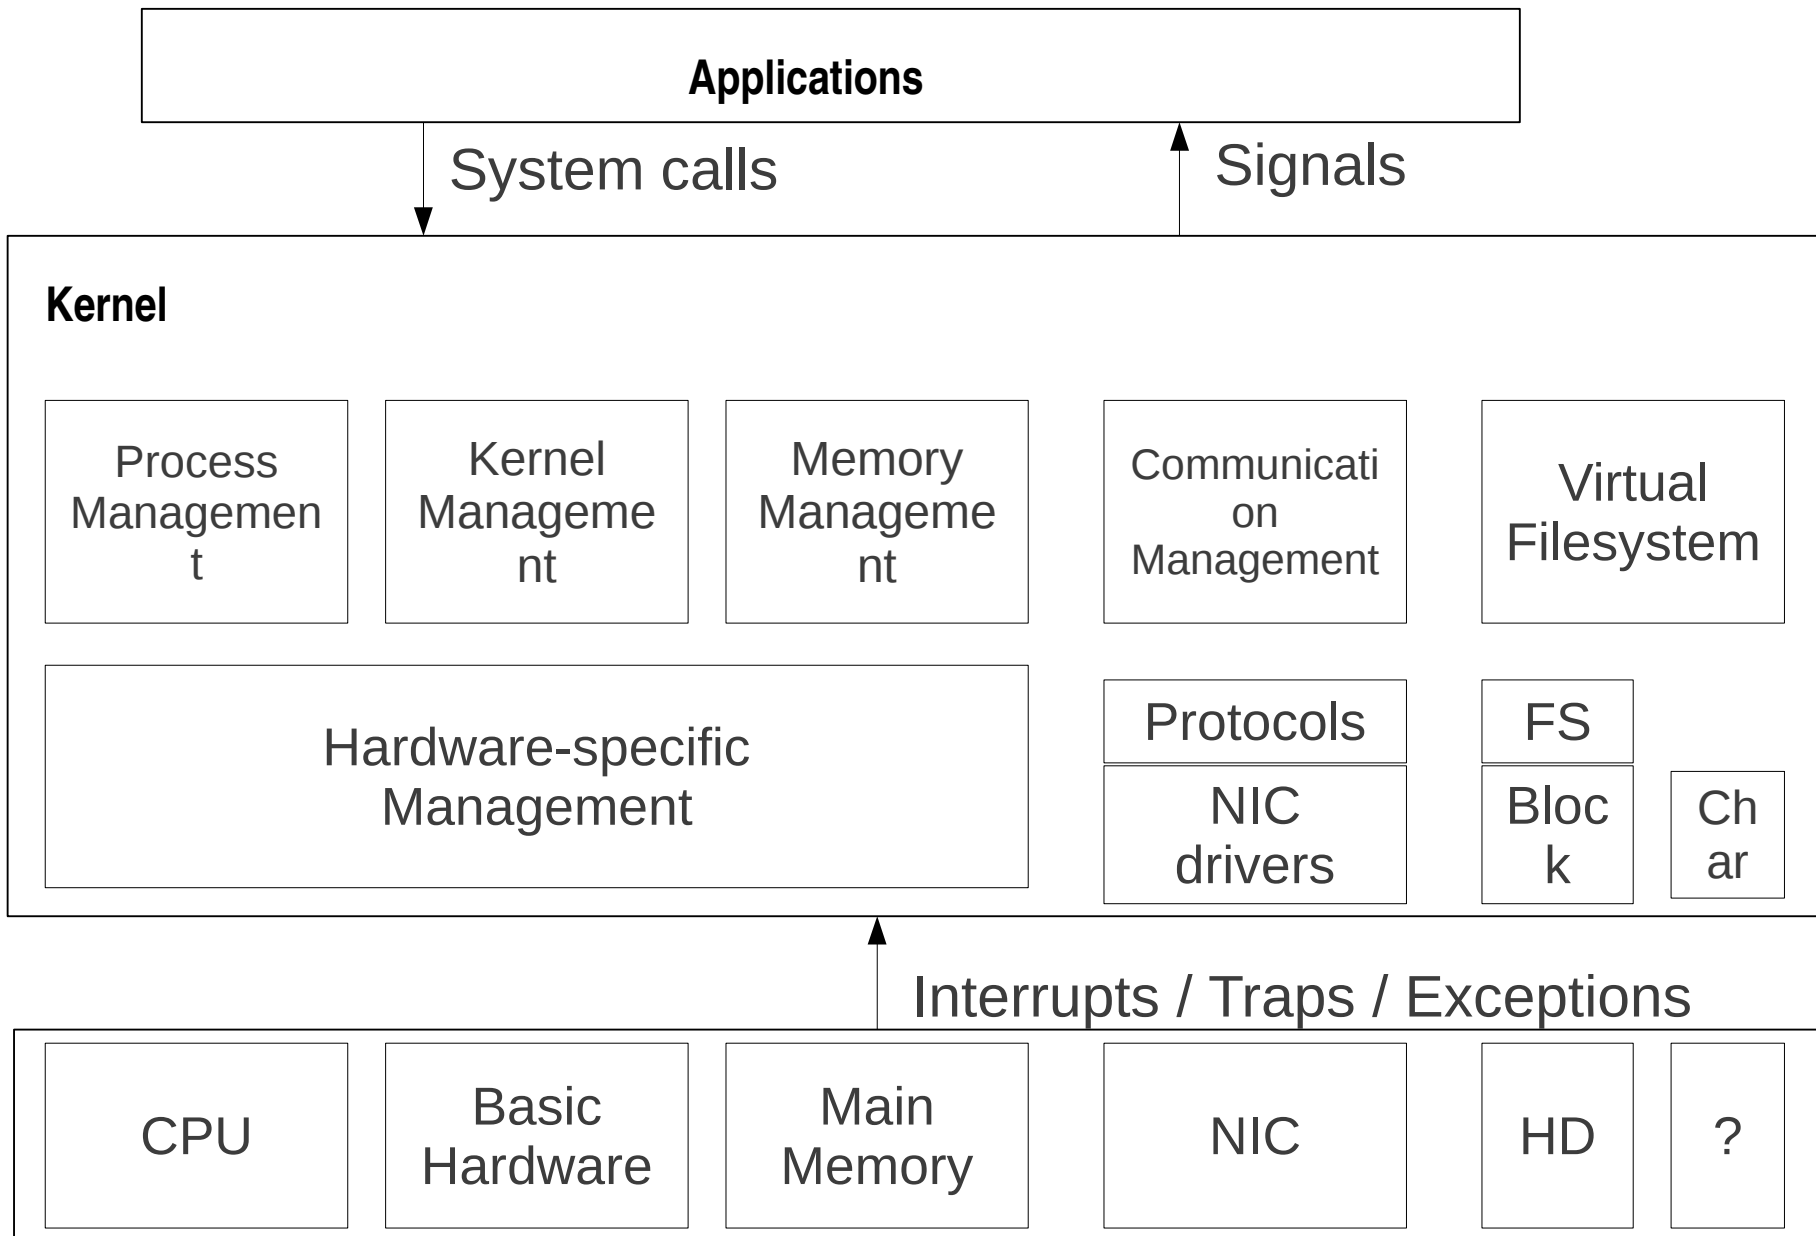 Applications
System calls
Signals
Kernel
Process
Managemen
t
Kernel
Manageme
nt
Memory
Manageme
nt
Communicati
on
Management
Virtual
Filesystem
Hardware-specific
Management
Protocols
NIC
drivers
FS
Bloc
k
Ch
ar
Interrupts / Traps / Exceptions
CPU
Basic
Hardware
Main
Memory
NIC
HD
?